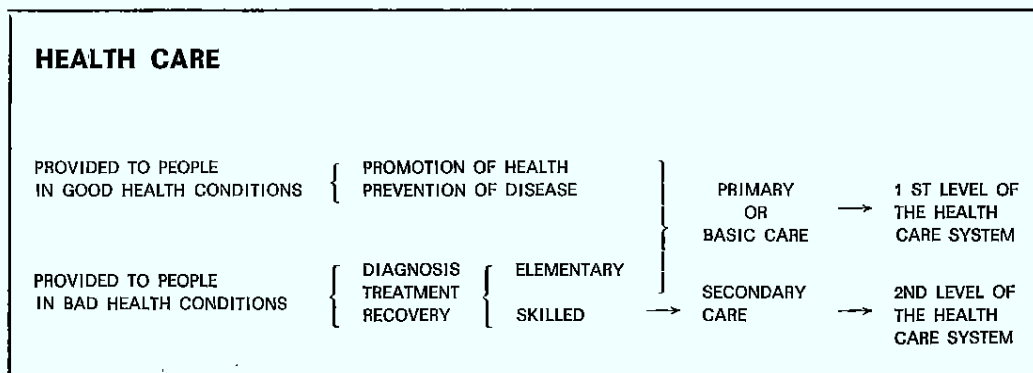 HEALTH CARE
PROVIDED TO PEOPLE
IN GOOD HEALTH CONDITIONS
PROMOTION OF HEALTH
PREVENTION OF DISEASE
PRIMARY
OR
BASIC CARE
1 ST LEVEL OF
THE HEALTH
CARE SYSTEM
PROVIDED TO PEOPLE
IN BAD HEALTH CONDITIONS
DIAGNOSIS
TREATMENT
RECOVERY
ELEMENTARY
SKILLED
SECONDARY
CARE
2ND LEVEL OF
THE HEALTH
CARE SYSTEM